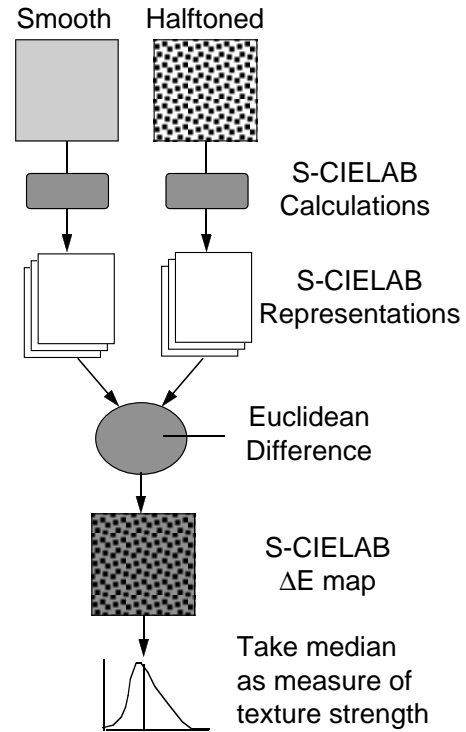 Smooth Halftoned
S-CIELAB
Calculations
S-CIELAB
Representations
Euclidean
Difference
S-CIELAB
ΔE map
Take median
as measure of
texture strength